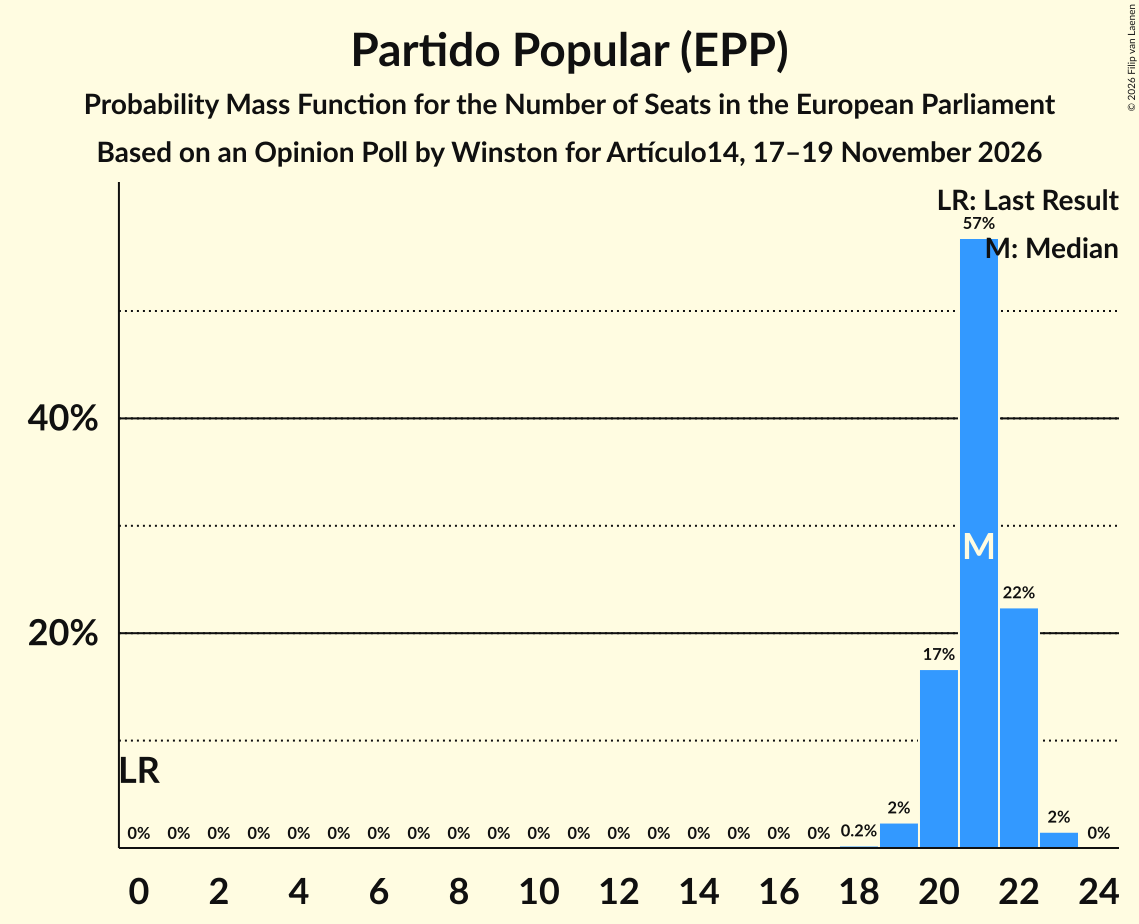 Partido Popular (EPP)
Probability Mass Function for the Number of Seats in the European Parliament
Based on an Opinion Poll by Winston for Artículo14, 17–19 November 2026
© 2026 Filip van Laenen
LR: Last Result
M: Median
57%
40%
M
22%
20%
17%
LR
2%
2%
0% 0% 0% 0% 0% 0% 0% 0% 0% 0% 0% 0% 0% 0% 0% 0% 0% 0% 0.2% 0%
0 2 4 6 8 10 12 14 16 18 20 22 24